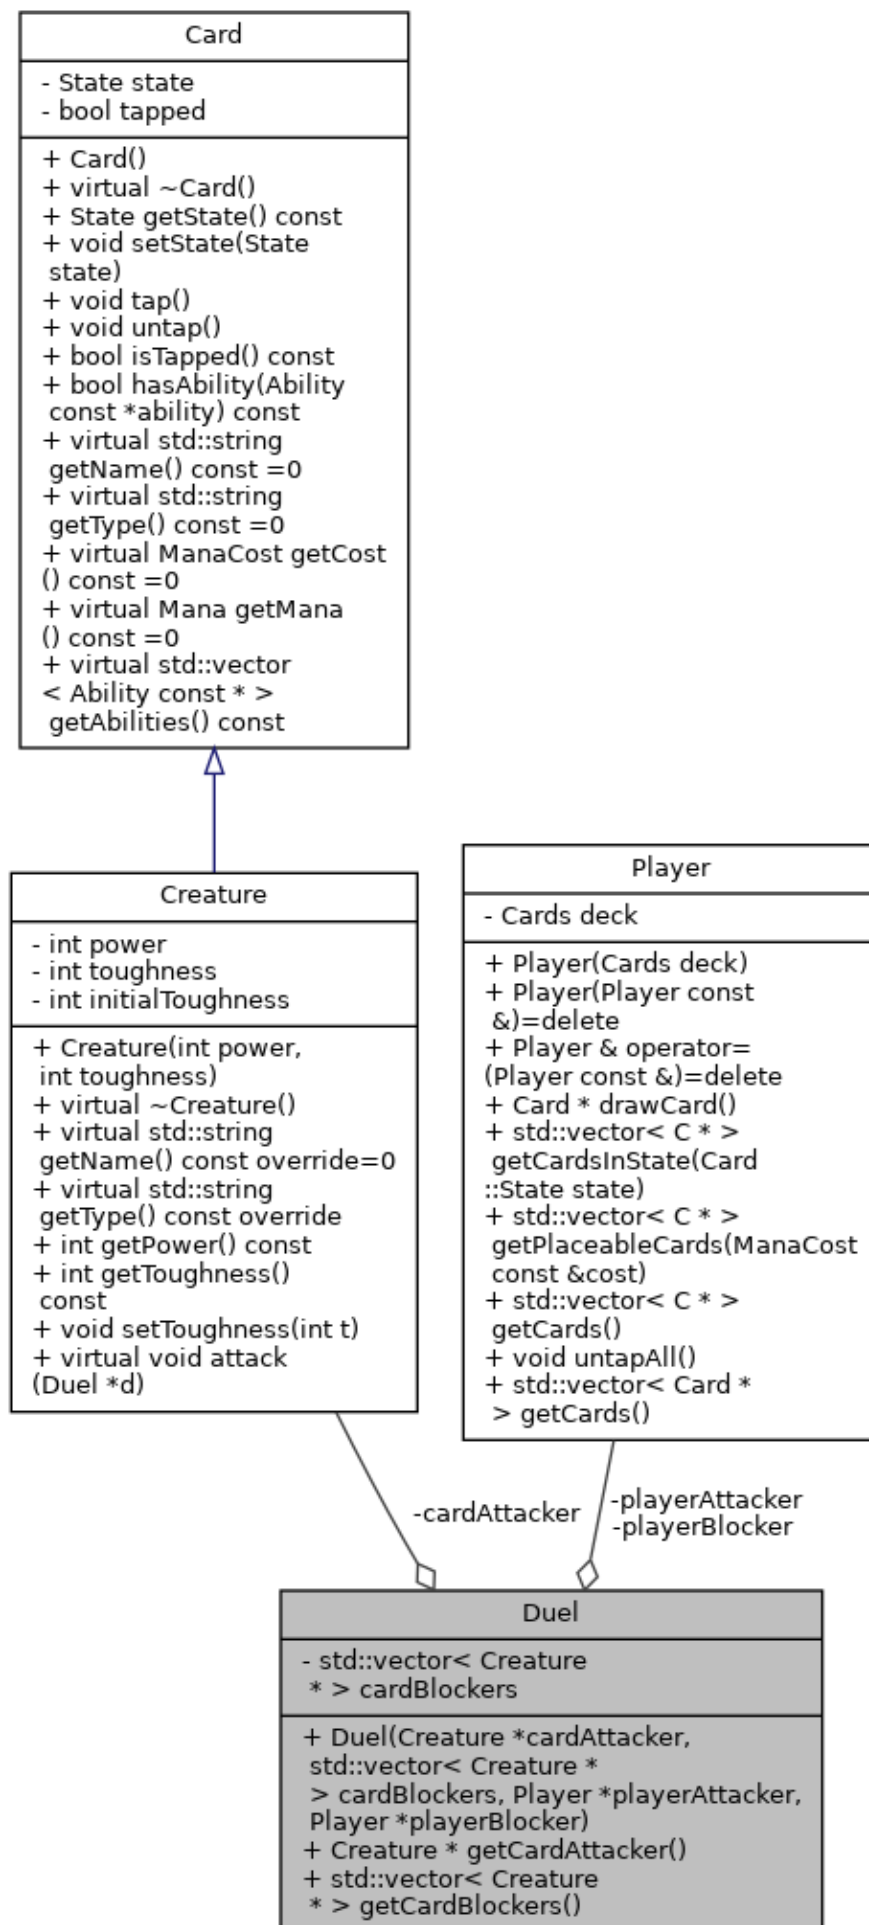 Card
- State state
- bool tapped
+ Card()
+ virtual ~Card()
+ State getState() const
+ void setState(State
state)
+ void tap()
+ void untap()
+ bool isTapped() const
+ bool hasAbility(Ability
const *ability) const
+ virtual std::string
getName() const =0
+ virtual std::string
getType() const =0
+ virtual ManaCost getCost
() const =0
+ virtual Mana getMana
() const =0
+ virtual std::vector
< Ability const * >
getAbilities() const
Creature
- int power
- int toughness
- int initialToughness
+ Creature(int power,
int toughness)
+ virtual ~Creature()
+ virtual std::string
getName() const override=0
+ virtual std::string
getType() const override
+ int getPower() const
+ int getToughness()
const
+ void setToughness(int t)
+ virtual void attack
(Duel *d)
Player
- Cards deck
+ Player(Cards deck)
+ Player(Player const
&)=delete
+ Player & operator=
(Player const &)=delete
+ Card * drawCard()
+ std::vector< C * >
getCardsInState(Card
::State state)
+ std::vector< C * >
getPlaceableCards(ManaCost
const &cost)
+ std::vector< C * >
getCards()
+ void untapAll()
+ std::vector< Card *
> getCards()
-cardAttacker
-playerAttacker
-playerBlocker
Duel
- std::vector< Creature
* > cardBlockers
+ Duel(Creature *cardAttacker,
std::vector< Creature *
> cardBlockers, Player *playerAttacker,
Player *playerBlocker)
+ Creature * getCardAttacker()
+ std::vector< Creature
* > getCardBlockers()